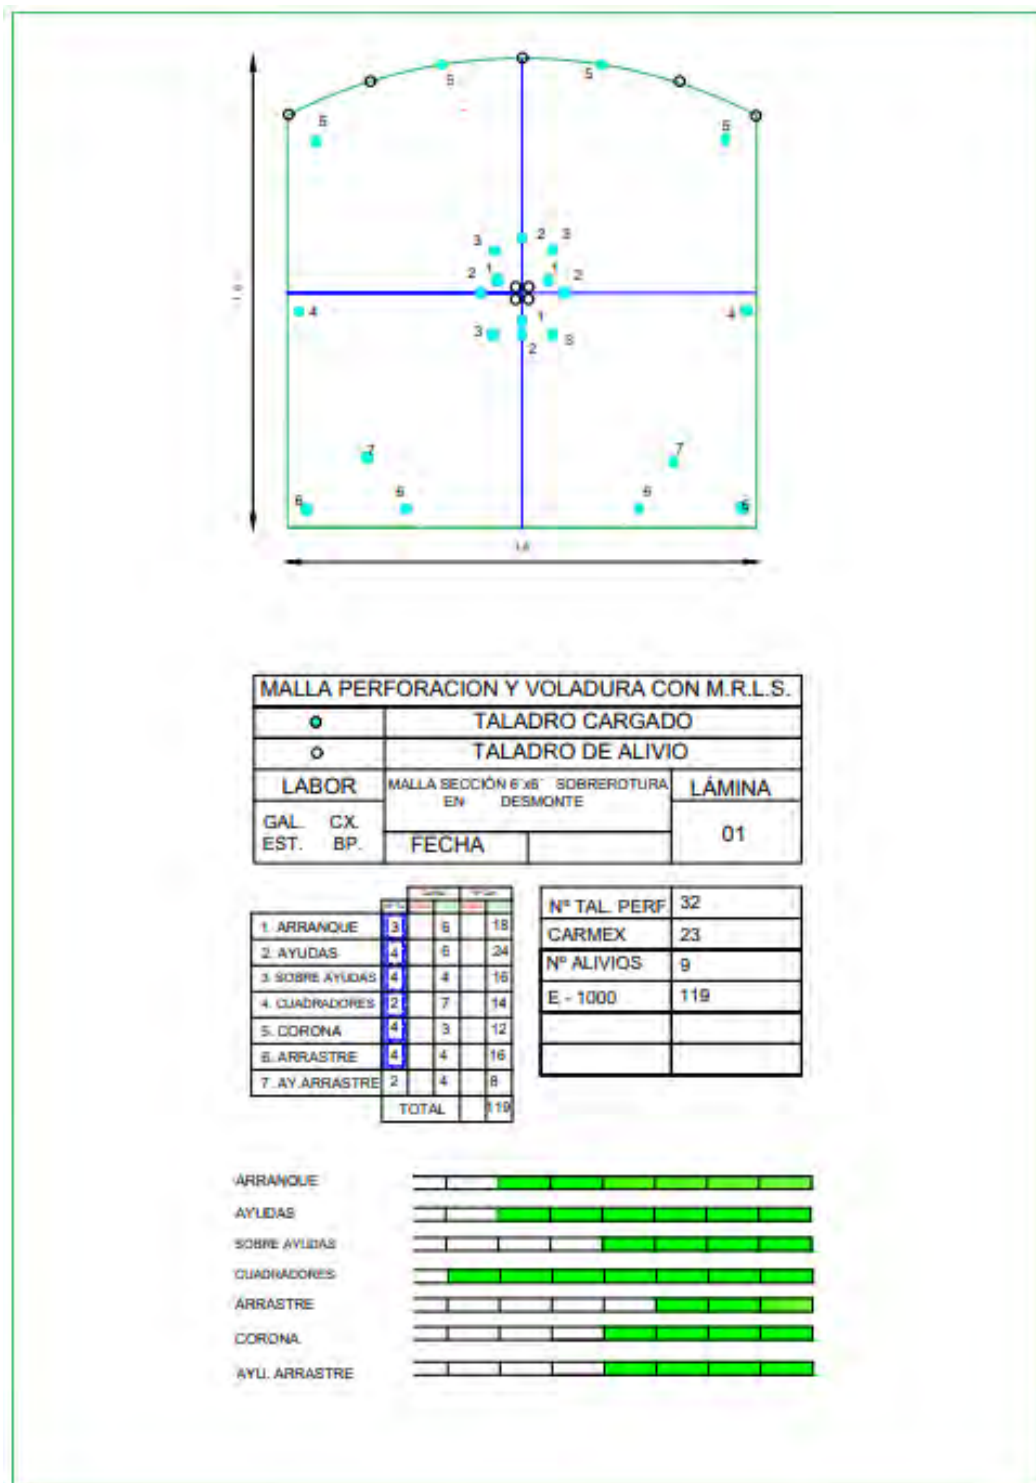 5 5
5 5
3 2 3
2 1 1 2
4 1 4
3 2 3
7 7
6 6 6 6
MALLA PERFORACION Y VOLADURA CON M.R.L.S.
TALADRO CARGADO
TALADRO DE ALIVIO
LABOR
MALLA SECCIÓN 6´x6´ SOBREROTURA
EN DESMONTE
LÁMINA
GAL. CX.
EST. BP.
FECHA
01
1. ARRANQUE 3 6 18
2. AYUDAS 4 6 24
3. SOBRE AYUDAS 4 4 16
4. CUADRADORES 2 7 14
5. CORONA 4 3 12
6. ARRASTRE 4 4 16
7. AY.ARRASTRE 2 4 8
TOTAL 119
Nº TAL. PERF. 32
CARMEX 23
Nº ALIVIOS 9
E - 1000 119
ARRANQUE
AYUDAS
SOBRE AYUDAS
CUADRADORES
ARRASTRE
CORONA
AYU. ARRASTRE